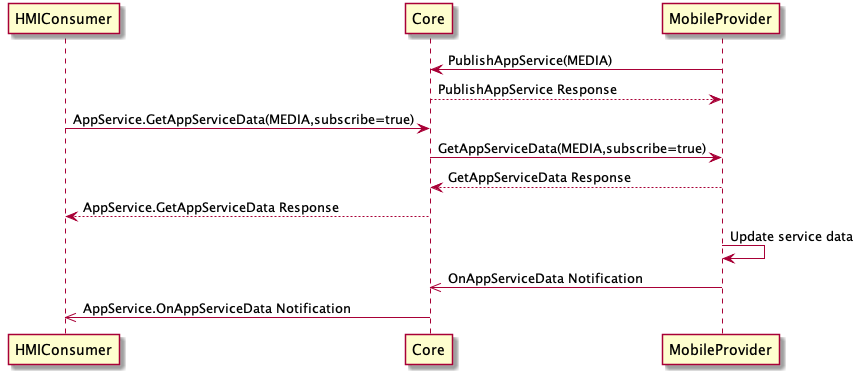 HMIConsumer
Core
MobileProvider
PublishAppService(MEDIA)
PublishAppService Response
AppService.GetAppServiceData(MEDIA,subscribe=true)
GetAppServiceData(MEDIA,subscribe=true)
GetAppServiceData Response
AppService.GetAppServiceData Response
Update service data
OnAppServiceData Notification
AppService.OnAppServiceData Notification
HMIConsumer
Core
MobileProvider